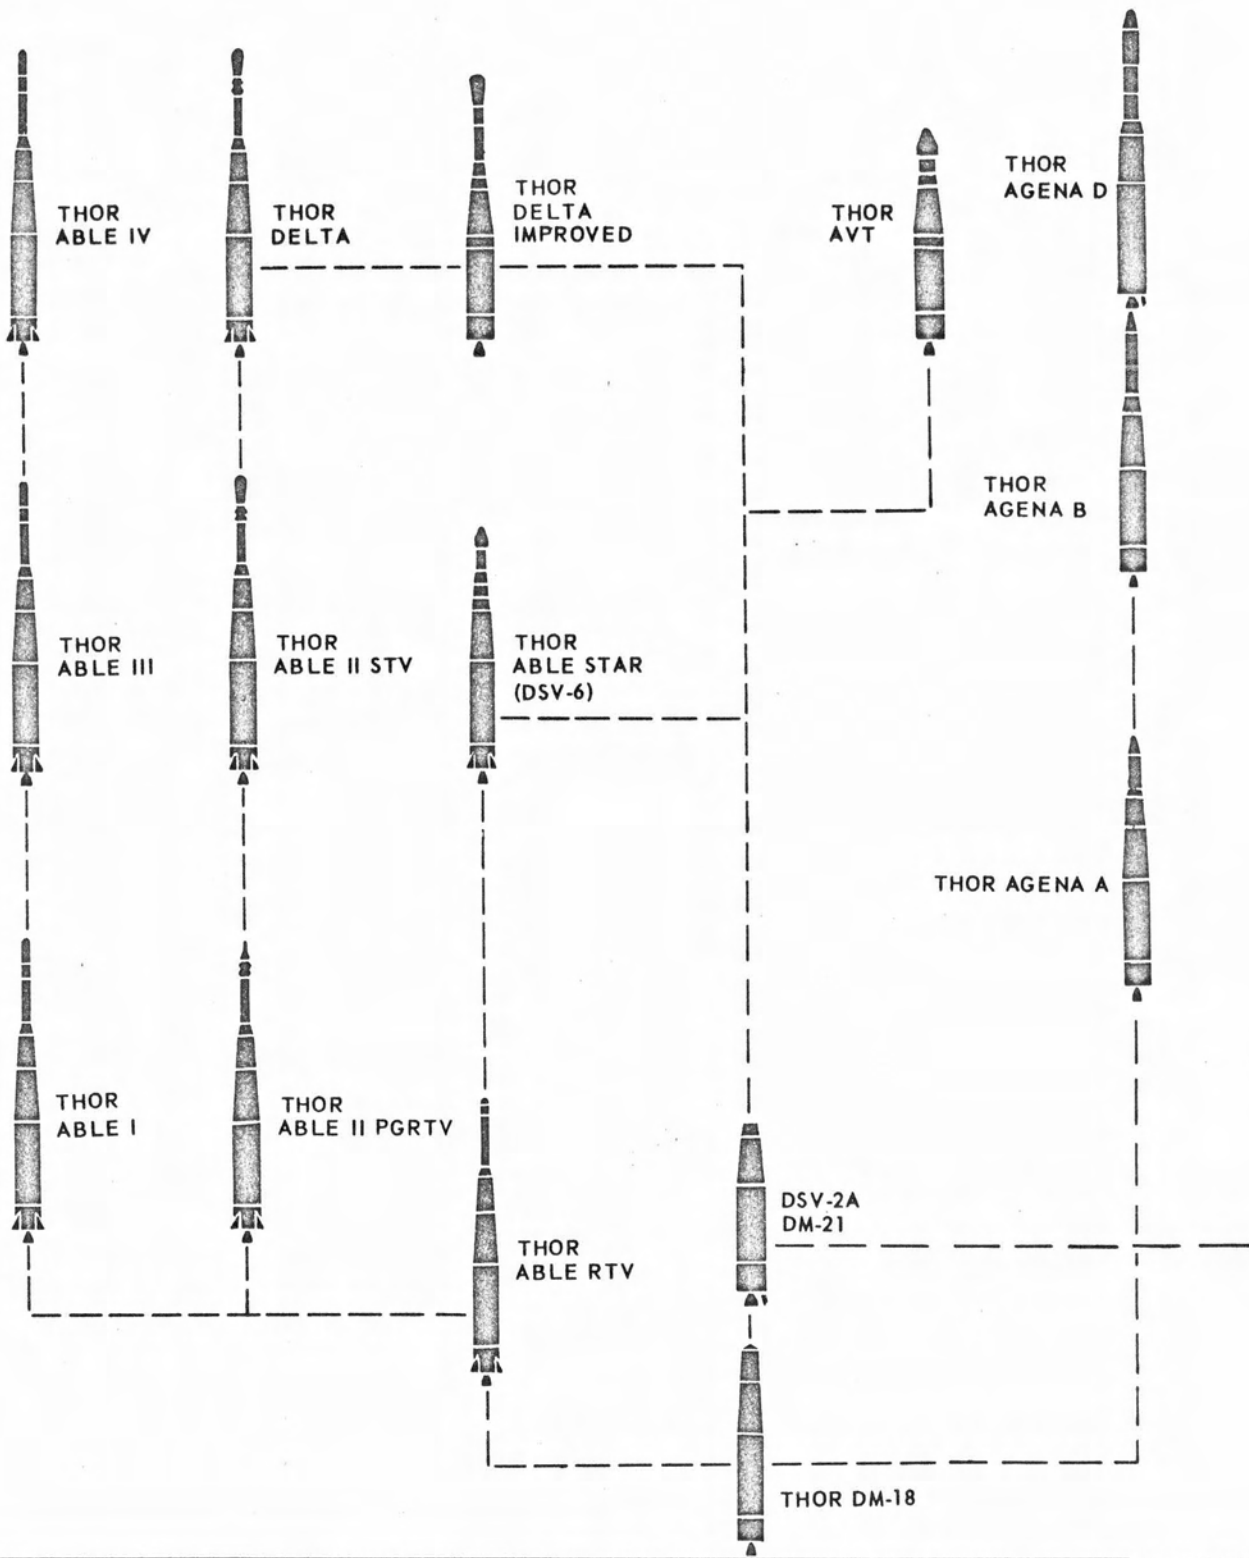 THOR
ABLE IV
THOR
DELTA
THOR
DELTA
IMPROVED
THOR
AVT
THOR
AGENA D
THOR
ABLE III
THOR
ABLE II STV
THOR
ABLE STAR
(DSV-6)
THOR
AGENA B
THOR AGENA A
THOR
ABLE I
THOR
ABLE II PGRTV
THOR
ABLE RTV
DSV-2A
DM-21
THOR DM-18